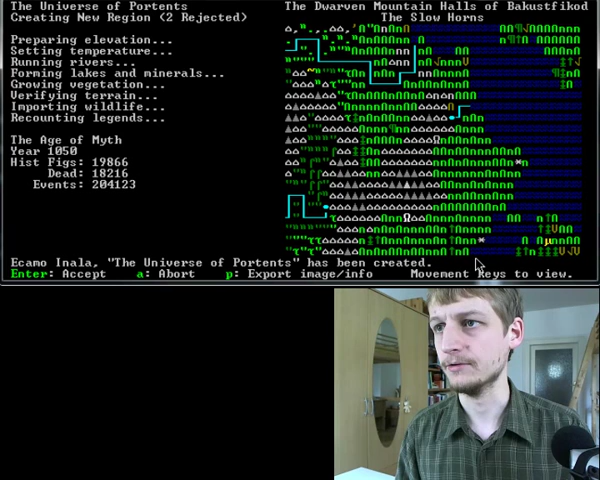 The Universe of Portents
Creating New Region (2 Rejected)
Preparing elevation...
Setting temperature...
Running rivers...
Forming lakes and minerals...
Growing vegetation...
Verifying terrain...
Importing wildlife...
Recounting legends...
The Age of Myth
Year 1050
Hist Figs: 19866
Dead: 18216
Events: 204123
The Dwarven Mountain Halls of Bakustfikod
The Slow Horns
Ecamo Inala, "The Universe of Portents" has been created.
Enter: Accept a: Abort p: Export image/info Movement Keys to view.